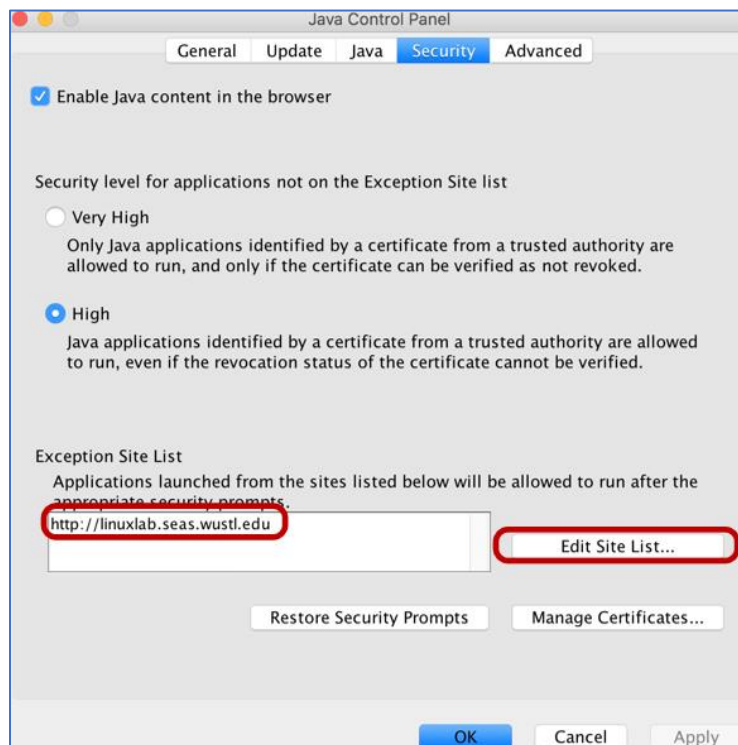 Java Control Panel
General Update Java Security Advanced
Enable Java content in the browser
Security level for applications not on the Exception Site list
Very High
Only Java applications identified by a certificate from a trusted authority are
allowed to run, and only if the certificate can be verified as not revoked.
High
Java applications identified by a certificate from a trusted authority are allowed
to run, even if the revocation status of the certificate cannot be verified.
Exception Site List
Applications launched from the sites listed below will be allowed to run after the
appropriate security prompts.
http://linuxlab.seas.wustl.edu
Edit Site List...
Restore Security Prompts Manage Certificates...
OK Cancel Apply